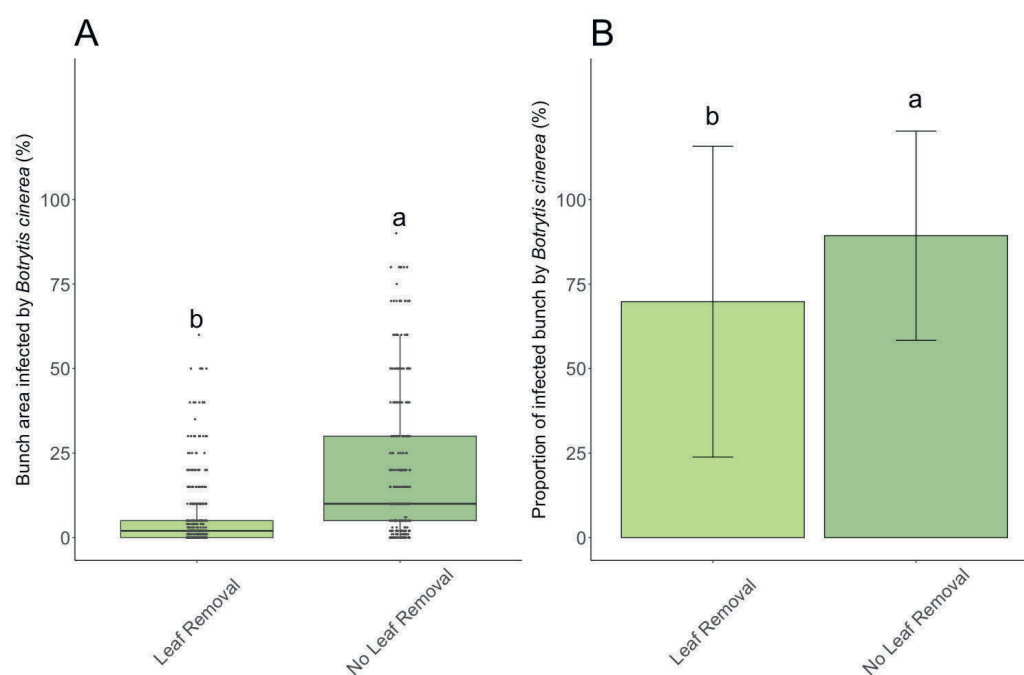 A
Bunch area infected by Botrytis cinerea (%)
100
75
50
25
0
b
a
Leaf Removal
No Leaf Removal
B
Proportion of infected bunch by Botrytis cinerea (%)
100
75
50
25
0
b
a
Leaf Removal
No Leaf Removal